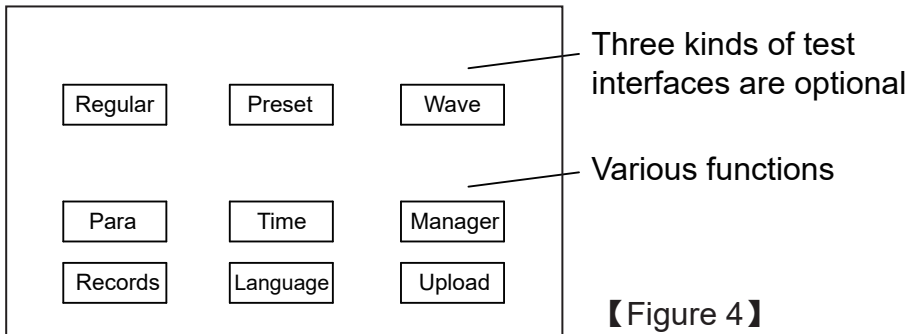 Three kinds of test
interfaces are optional
Regular Preset Wave
Various functions
Para Time Manager
Records Language Upload
【Figure 4】